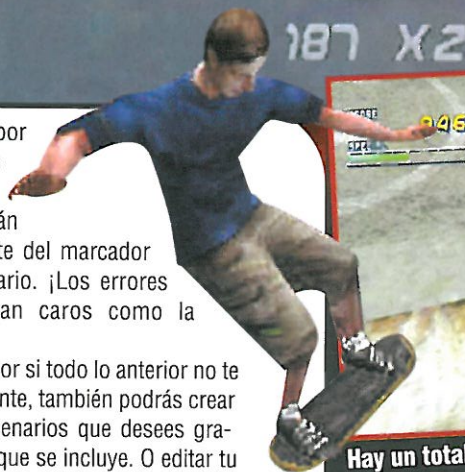 187 X2
por
án
te del marcador
ario. ¡Los errores
an caros como la
or si todo lo anterior no te
nte, también podrás crear
enarios que desees gra-
que se incluye. O editar tu
Hay un total